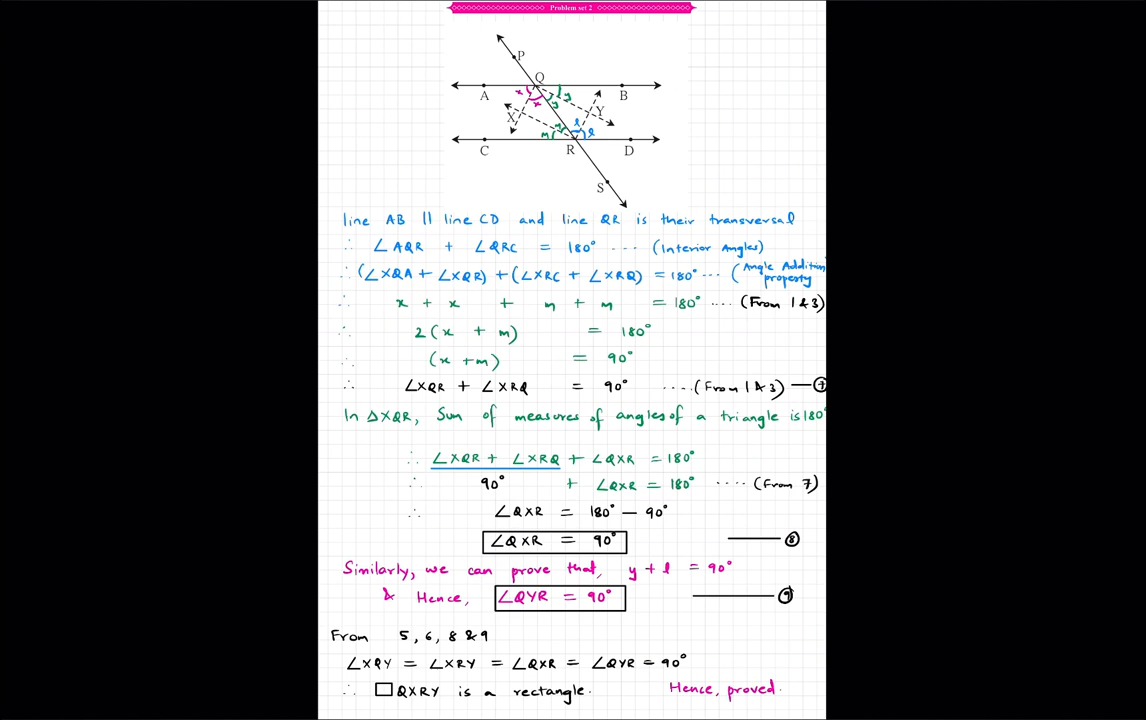 Problem set 2
P
Q
A
B
x
x
y
y
X
Y
m
m
l
l
C
R
D
S
line AB || line CD and line QR is their transversal
∴ ∠AQR + ∠QRC = 180° ... (Interior Angles)
∴ (∠XQA + ∠XQR) + (∠XRC + ∠XRQ) = 180° ... (Angle Addition property
∴ x + x + m + m = 180° .... (From 1 & 3)
∴ 2(x + m) = 180°
∴ (x + m) = 90°
∴ ∠XQR + ∠XRQ = 90° ....(From 1 & 3) — ⑦
In ΔXQR, Sum of measures of angles of a triangle is 180°
∴ ∠XQR + ∠XRQ + ∠QXR = 180°
∴ 90° + ∠QXR = 180° .... (From 7)
∴ ∠QXR = 180° — 90°
∠QXR = 90° — ⑧
Similarly, we can prove that, y + l = 90°
& Hence, ∠QYR = 90° — ⑨
From 5, 6, 8 & 9
∠XQY = ∠XRY = ∠QXR = ∠QYR = 90°
∴ □QXRY is a rectangle. Hence, proved.